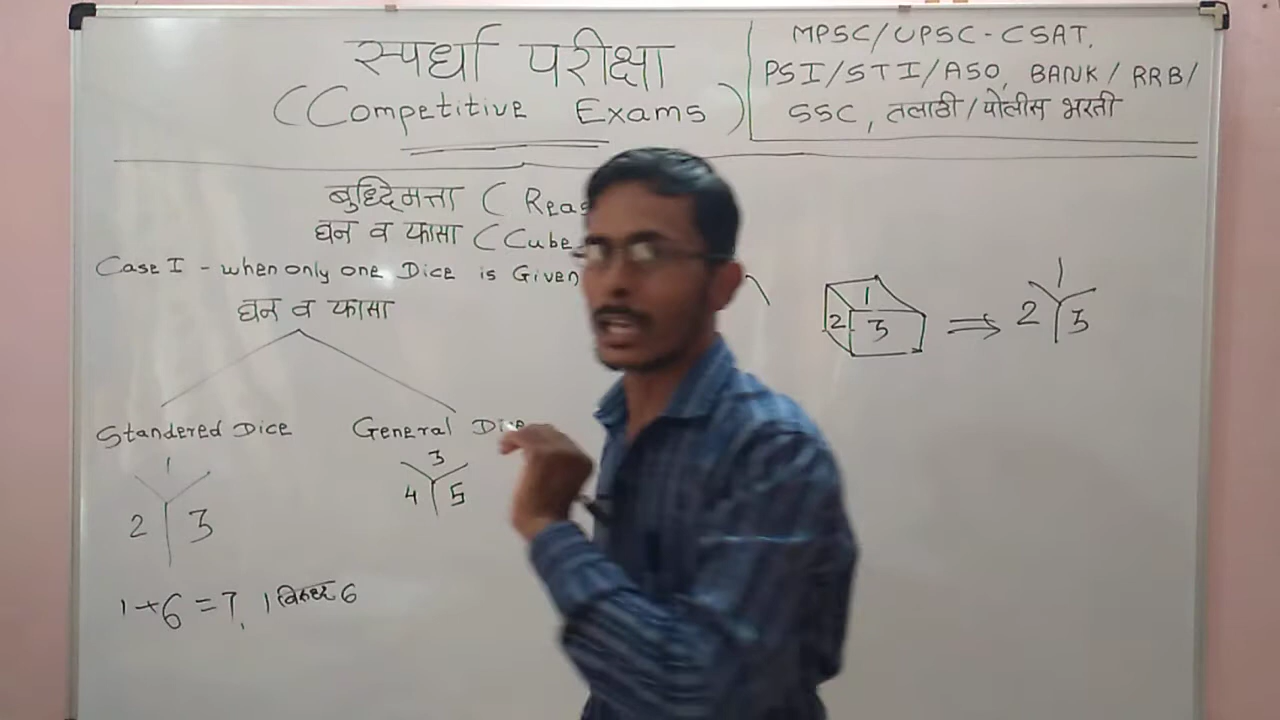 स्पर्धा परीक्षा
(Competitive Exams)
MPSC/UPSC-CSAT.
PSI/STI/ASO, BANK/RRB/
SSC, तलाठी/पोलीस भरती
बुध्दिमत्ता (Reas
घन व फासा (Cube
Case I - when only one Dice is Given
घन व फासा
Standered Dice
1
2 3
1+6=7, 1 विरुध्द 6
General Dice
3
4 5
1
2 3
⇒
1
2 3